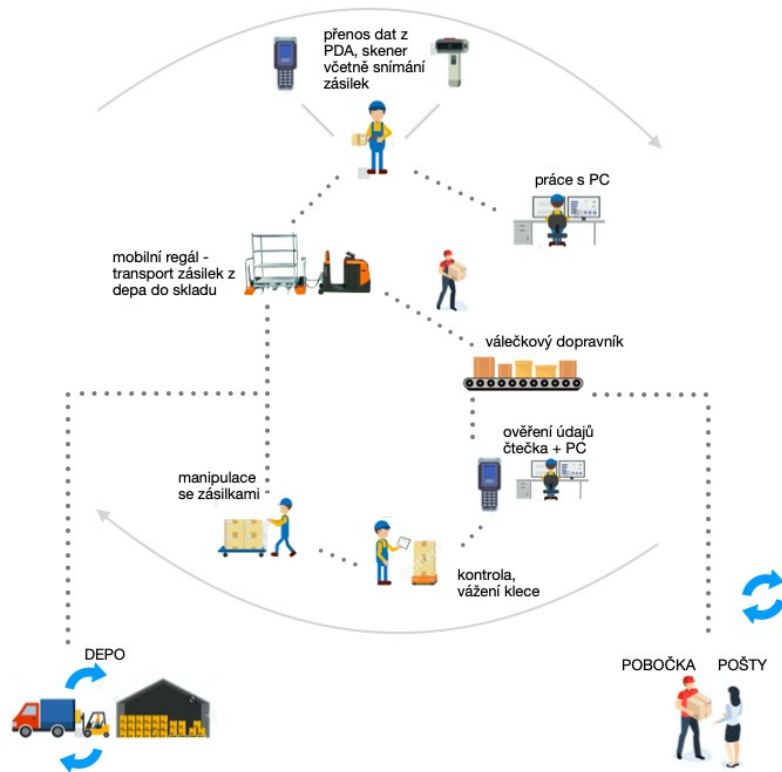 přenos dat z
PDA, skener
včetně snímání
zásilek
práce s PC
mobilní regál -
transport zásilek z
depa do skladu
válečkový dopravník
ověření údajů
čtečka + PC
manipulace
se zásilkami
kontrola,
vážení klece
DEPO
POBOČKA POŠTY